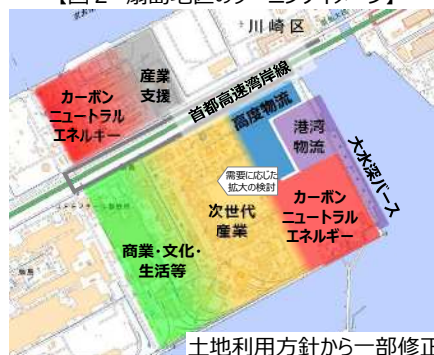 【図2 扇島地区のゾーニングイメージ】
川崎区
産業
支援
カーボン
ニュートラル
エネルギー
首都高速湾岸線
高度物流
港湾
物流
大水深バース
需要に応じた
拡大の検討
次世代
産業
カーボン
ニュートラル
エネルギー
商業・文化・
生活等
土地利用方針から一部修正